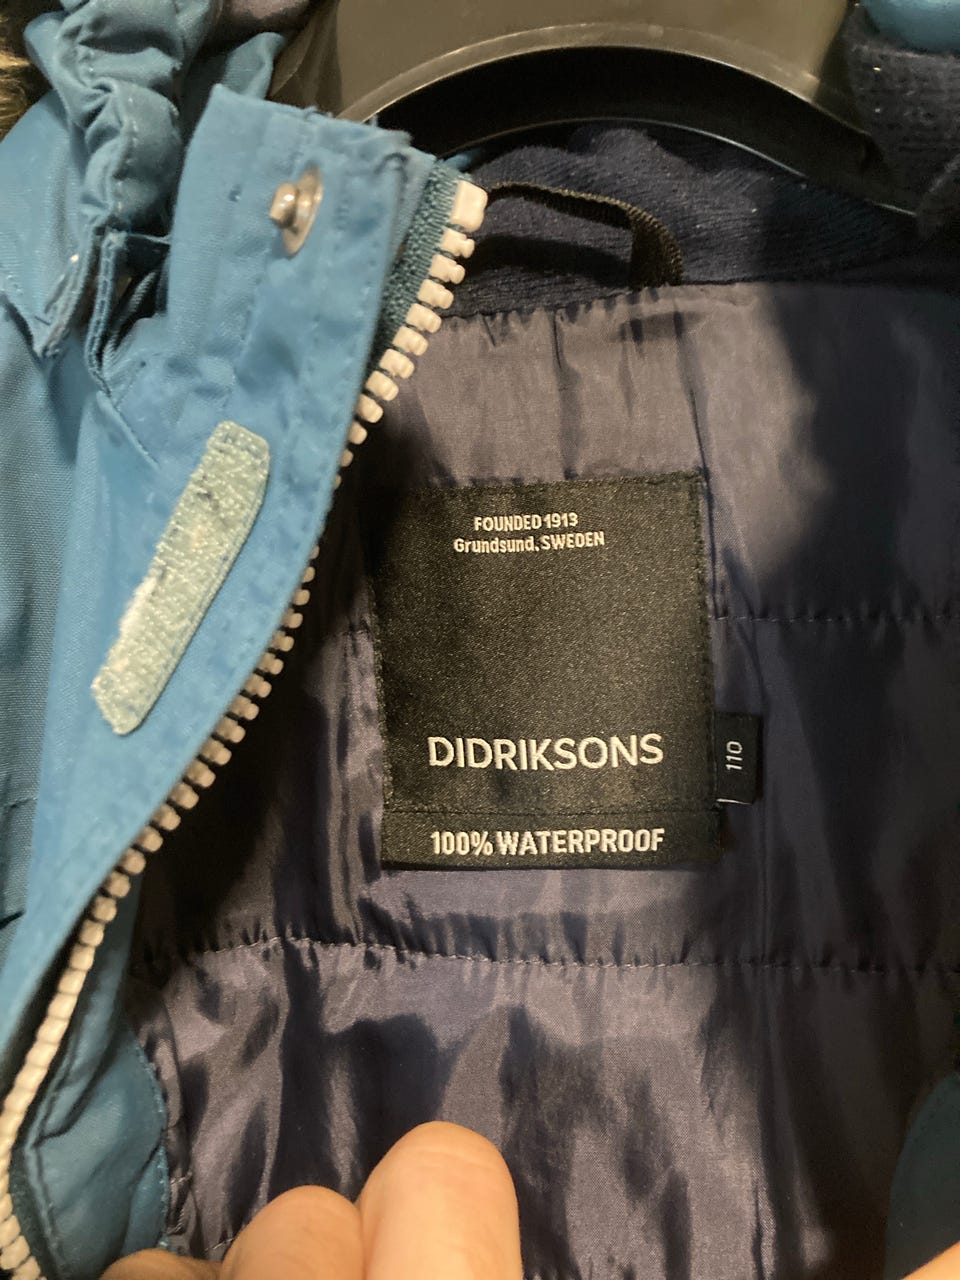 FOUNDED 1913
Grundsund, SWEDEN
DIDRIKSONS
110
100% WATERPROOF